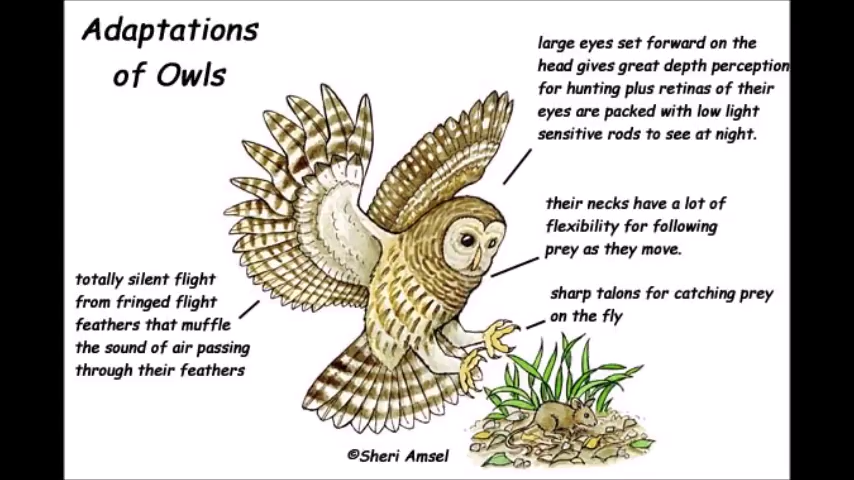 Adaptations
of Owls
large eyes set forward on the
head gives great depth perception
for hunting plus retinas of their
eyes are packed with low light
sensitive rods to see at night.
their necks have a lot of
flexibility for following
prey as they move.
sharp talons for catching prey
on the fly
totally silent flight
from fringed flight
feathers that muffle
the sound of air passing
through their feathers
©Sheri Amsel